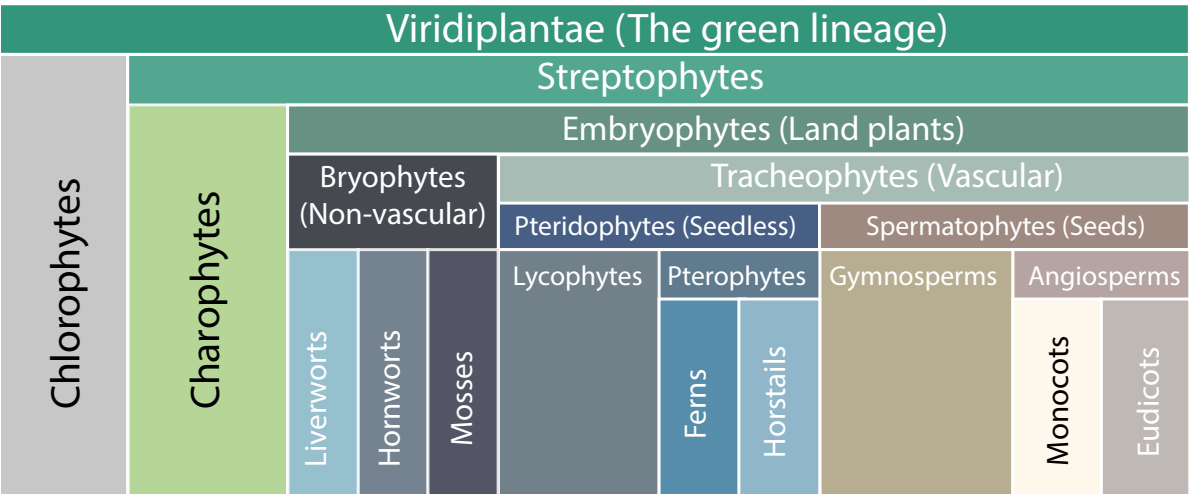 Viridiplantae (The green lineage)
Streptophytes
Embryophytes (Land plants)
Bryophytes
(Non-vascular)
Tracheophytes (Vascular)
Pteridophytes (Seedless)
Spermatophytes (Seeds)
Chlorophytes
Charophytes
Liverworts
Hornworts
Mosses
Lycophytes
Pterophytes
Ferns
Horstails
Gymnosperms
Angiosperms
Monocots
Eudicots